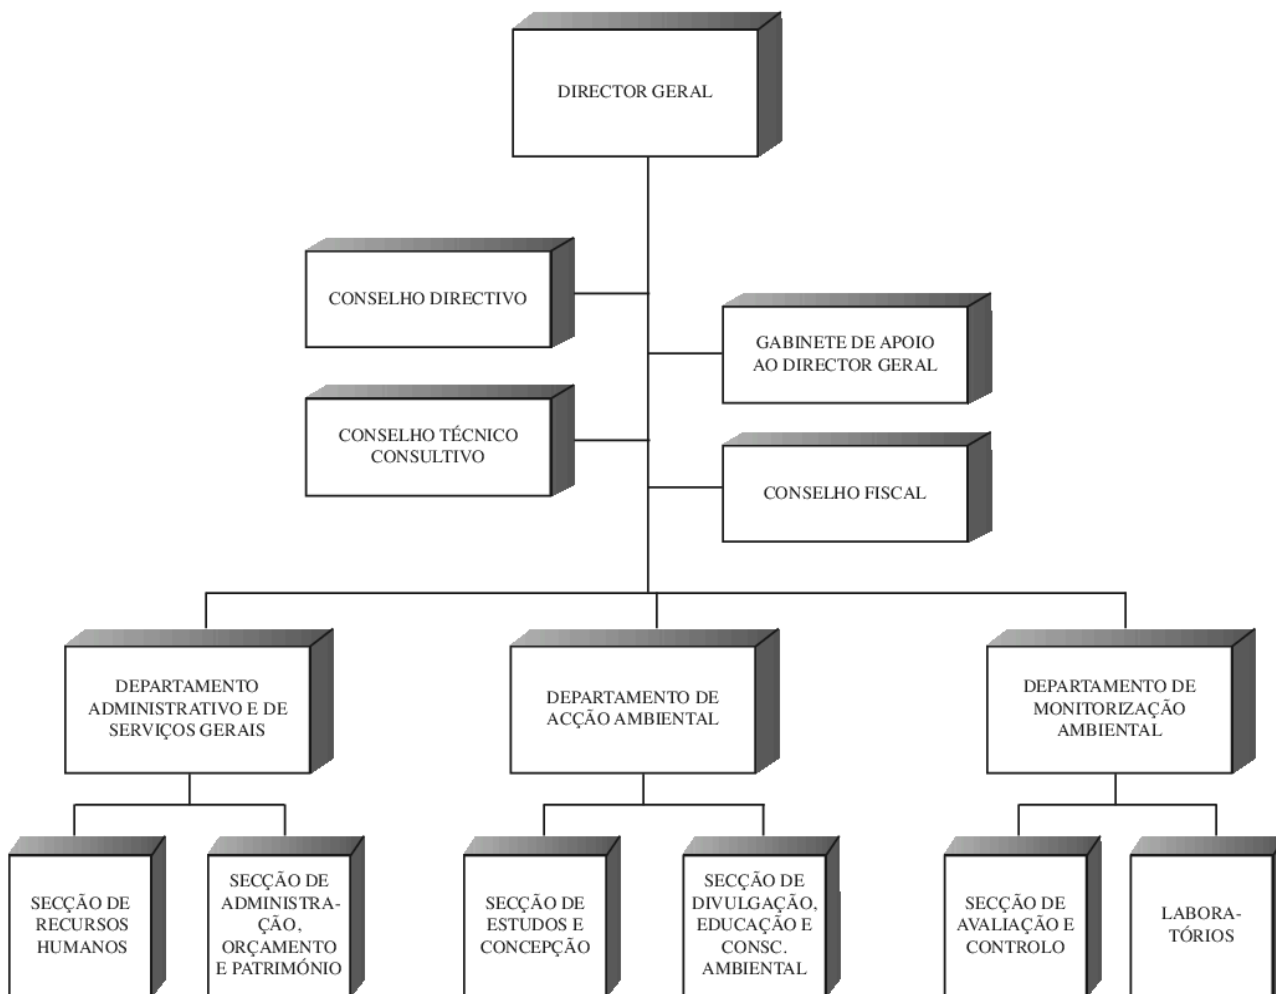 DIRECTOR GERAL
CONSELHO DIRECTIVO
GABINETE DE APOIO
AO DIRECTOR GERAL
CONSELHO TÉCNICO
CONSULTIVO
CONSELHO FISCAL
DEPARTAMENTO
ADMINISTRATIVO E DE
SERVIÇOS GERAIS
DEPARTAMENTO DE
ACÇÃO AMBIENTAL
DEPARTAMENTO DE
MONITORIZAÇÃO
AMBIENTAL
SECÇÃO DE
RECURSOS
HUMANOS
SECÇÃO DE
ADMINISTRA-
ÇÃO,
ORÇAMENTO
E PATRIMÓNIO
SECÇÃO DE
ESTUDOS E
CONCEPÇÃO
SECÇÃO DE
DIVULGAÇÃO,
EDUCAÇÃO E
CONSC.
AMBIENTAL
SECÇÃO DE
AVALIAÇÃO E
CONTROLO
LABORA-
TÓRIOS